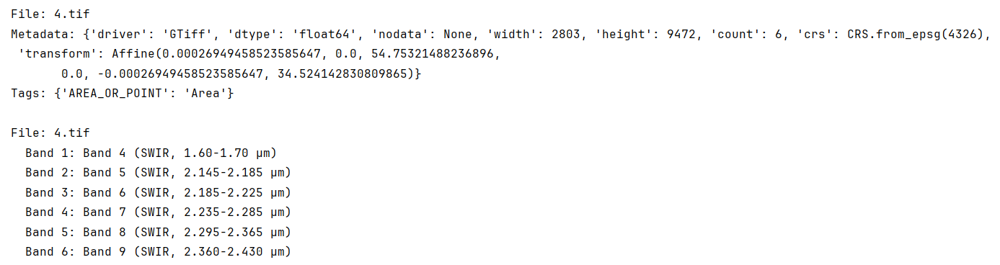 File: 4.tif
Metadata: {'driver': 'GTiff', 'dtype': 'float64', 'nodata': None, 'width': 2803, 'height': 9472, 'count': 6, 'crs': CRS.from_epsg(4326),
'transform': Affine(0.00026949458523585647, 0.0, 54.75321488236896,
0.0, -0.00026949458523585647, 34.524142830809865)}
Tags: {'AREA_OR_POINT': 'Area'}
File: 4.tif
Band 1: Band 4 (SWIR, 1.60-1.70 µm)
Band 2: Band 5 (SWIR, 2.145-2.185 µm)
Band 3: Band 6 (SWIR, 2.185-2.225 µm)
Band 4: Band 7 (SWIR, 2.235-2.285 µm)
Band 5: Band 8 (SWIR, 2.295-2.365 µm)
Band 6: Band 9 (SWIR, 2.360-2.430 µm)